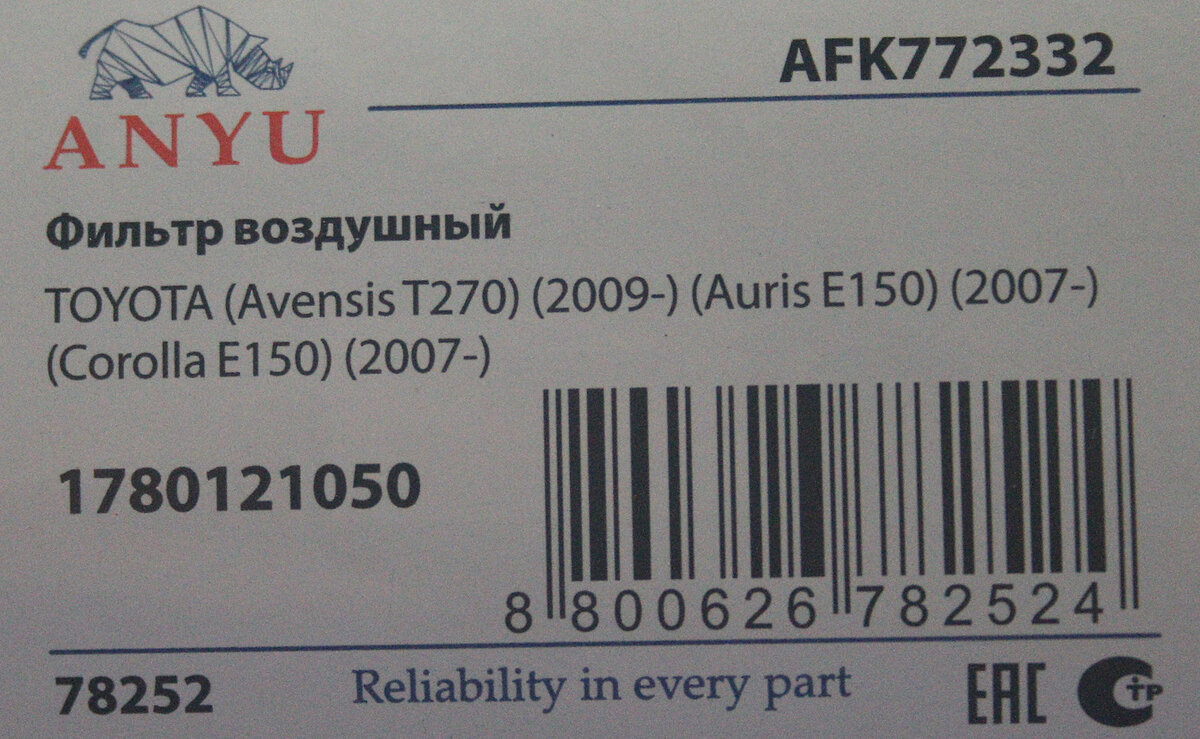 ANYU
AFK772332
Фильтр воздушный
TOYOTA (Avensis T270) (2009-) (Auris E150) (2007-)
(Corolla E150) (2007-)
1780121050
8 800626 782524
78252
Reliability in every part
EAC
СТР